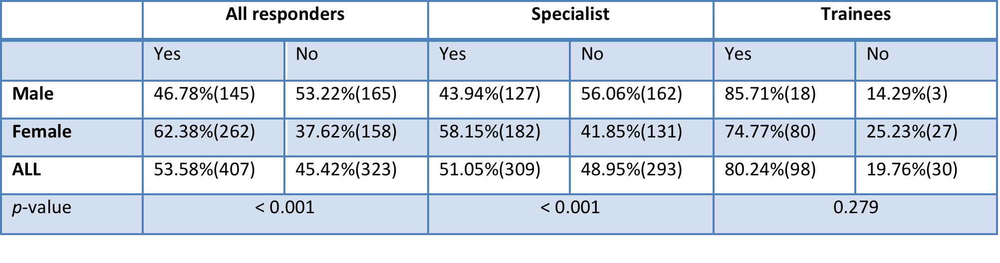 All responders Specialist Trainees
Yes No Yes No Yes No
Male 46.78%(145) 53.22%(165) 43.94%(127) 56.06%(162) 85.71%(18) 14.29%(3)
Female 62.38%(262) 37.62%(158) 58.15%(182) 41.85%(131) 74.77%(80) 25.23%(27)
ALL 53.58%(407) 45.42%(323) 51.05%(309) 48.95%(293) 80.24%(98) 19.76%(30)
p-value < 0.001 < 0.001 0.279